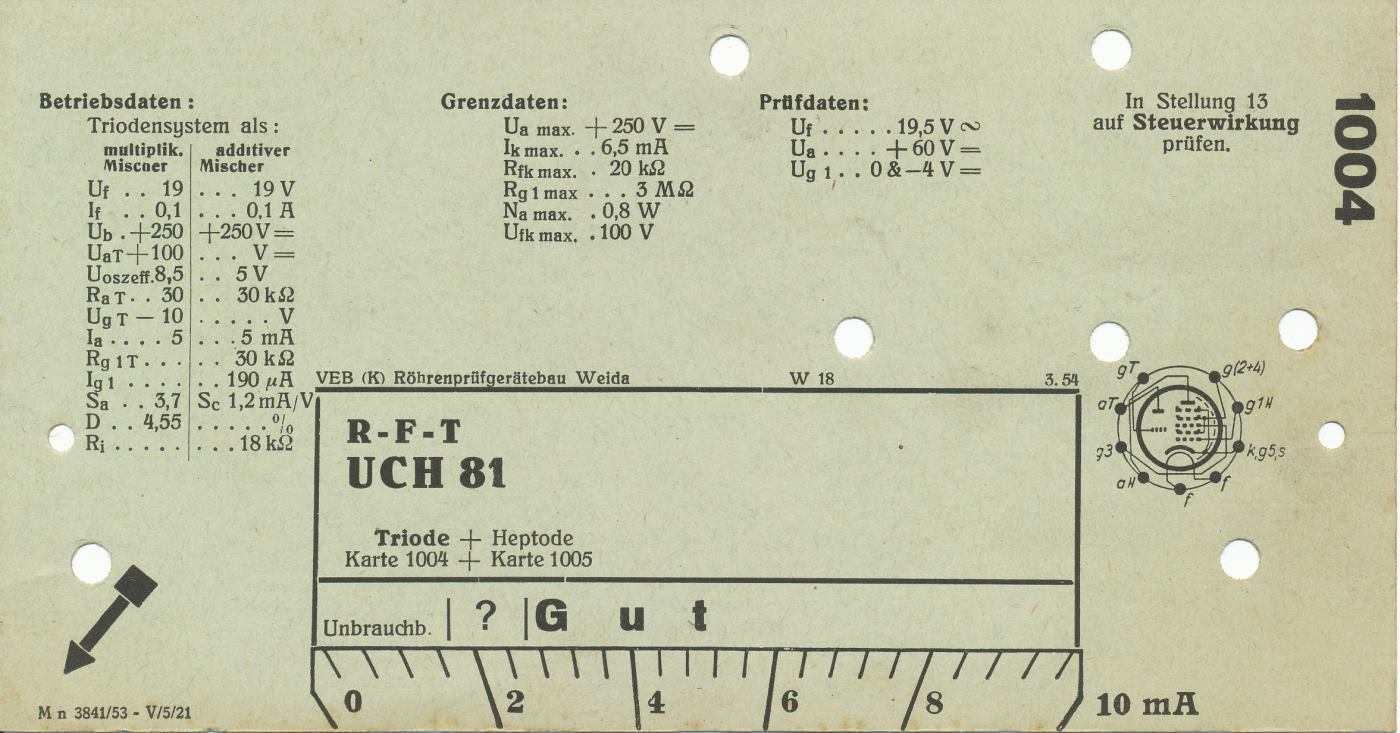 Betriebsdaten :
Triodensystem als :
multiplik. additiver
Mischer Mischer
Uf . . 19 . . . 19 V
If . . 0,1 . . . 0,1 A
Ub . +250 +250 V =
UaT +100 . . . V =
Uoszeff. 8,5 . . 5 V
RaT . . 30 . . 30 kΩ
UgT − 10 . . . . . V
Ia . . . . 5 . . . 5 mA
Rg1T . . . . . . 30 kΩ
Ig1 . . . . . . 190 µA
Sa . . 3,7 Sc 1,2 mA/V
D . . 4,55 . . . . . %
Ri . . . . . . . . 18 kΩ
Grenzdaten:
Ua max. +250 V =
Ik max. . . 6,5 mA
Rfk max. . 20 kΩ
Rg1 max . . . 3 MΩ
Na max. . 0,8 W
Ufk max. . 100 V
Prüfdaten:
Uf . . . . . 19,5 V ∾
Ua . . . . +60 V =
Ug 1 . . 0 & −4 V =
In Stellung 13
auf Steuerwirkung
prüfen.
1004
VEB (K) Röhrenprüfgerätebau Weida W 18 3.54
R-F-T
UCH 81
Triode + Heptode
Karte 1004 + Karte 1005
Unbrauchb. | ? | Gut
0 2 4 6 8 10 mA
gT g(2+4)
aT g1H
g3 k,g5,s
aH f
f
M n 3841/53 - V/5/21